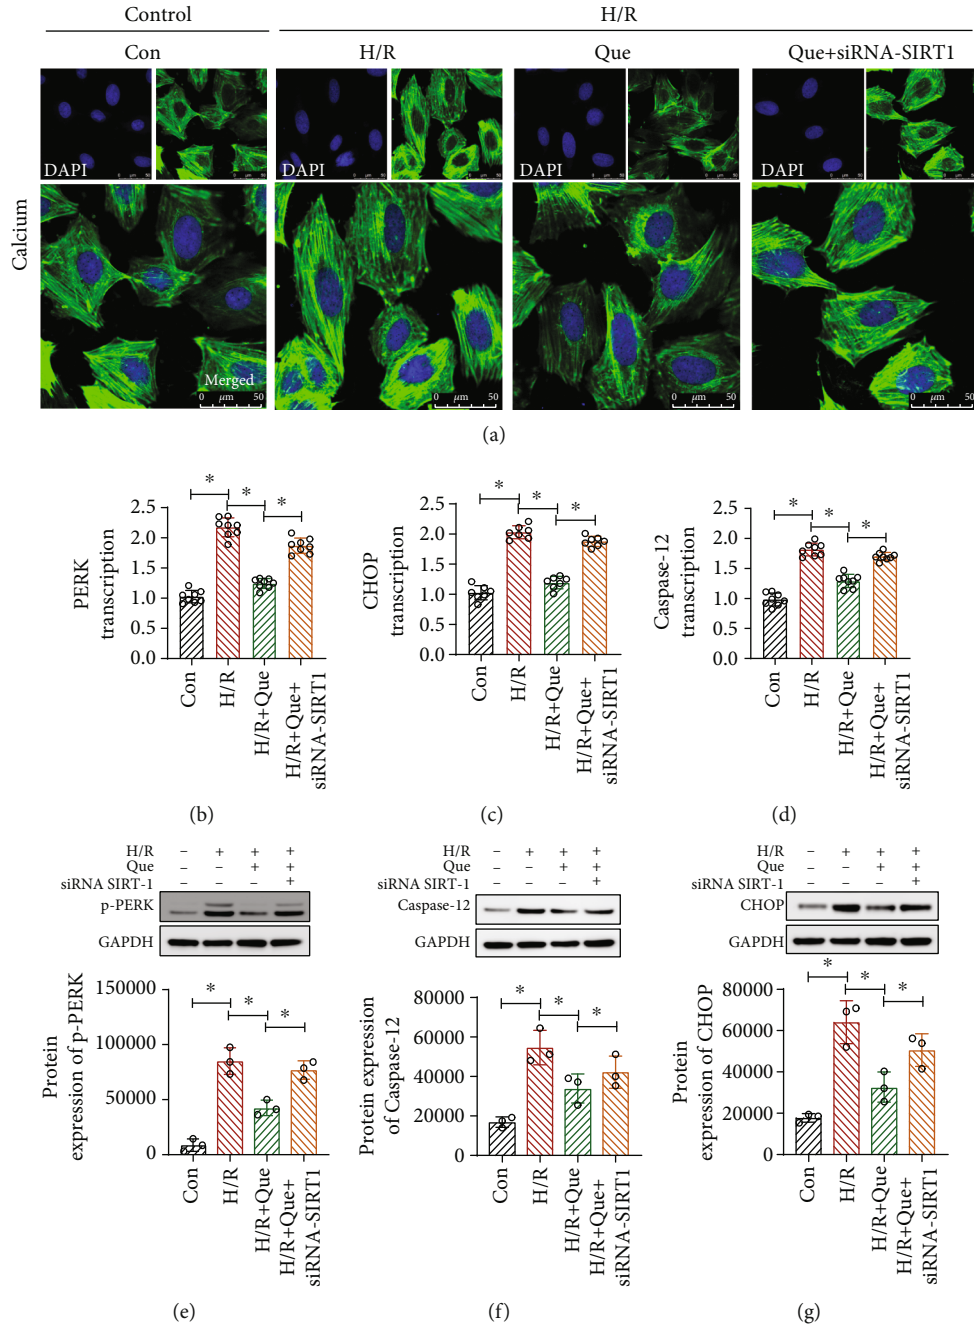 Control
H/R
Con
H/R
Que
Que+siRNA-SIRT1
DAPI
DAPI
DAPI
DAPI
Calcium
Merged
0 μm 50
0 μm 50
0 μm 50
0 μm 50
(a)
PERK transcription
2.5
2.0
1.5
1.0
0.5
0.0
* * *
Con
H/R
H/R+Que
H/R+Que+
siRNA-SIRT1
(b)
CHOP transcription
2.5
2.0
1.5
1.0
0.5
0.0
* * *
Con
H/R
H/R+Que
H/R+Que+
siRNA-SIRT1
(c)
Caspase-12 transcription
2.5
2.0
1.5
1.0
0.5
0.0
* * *
Con
H/R
H/R+Que
H/R+Que+
siRNA-SIRT1
(d)
H/R – + + +
Que – – + +
siRNA SIRT-1 – – – +
p-PERK
GAPDH
Protein
expression of p-PERK
150000
100000
50000
0
* * *
Con
H/R
H/R+Que
H/R+Que+
siRNA-SIRT1
(e)
H/R – + + +
Que – – + +
siRNA SIRT-1 – – – +
Caspase-12
GAPDH
Protein expression
of Caspase-12
80000
60000
40000
20000
0
* * *
Con
H/R
H/R+Que
H/R+Que+
siRNA-SIRT1
(f)
H/R – + + +
Que – – + +
siRNA SIRT-1 – – – +
CHOP
GAPDH
Protein
expression of CHOP
80000
60000
40000
20000
0
* * *
Con
H/R
H/R+Que
H/R+Que+
siRNA-SIRT1
(g)